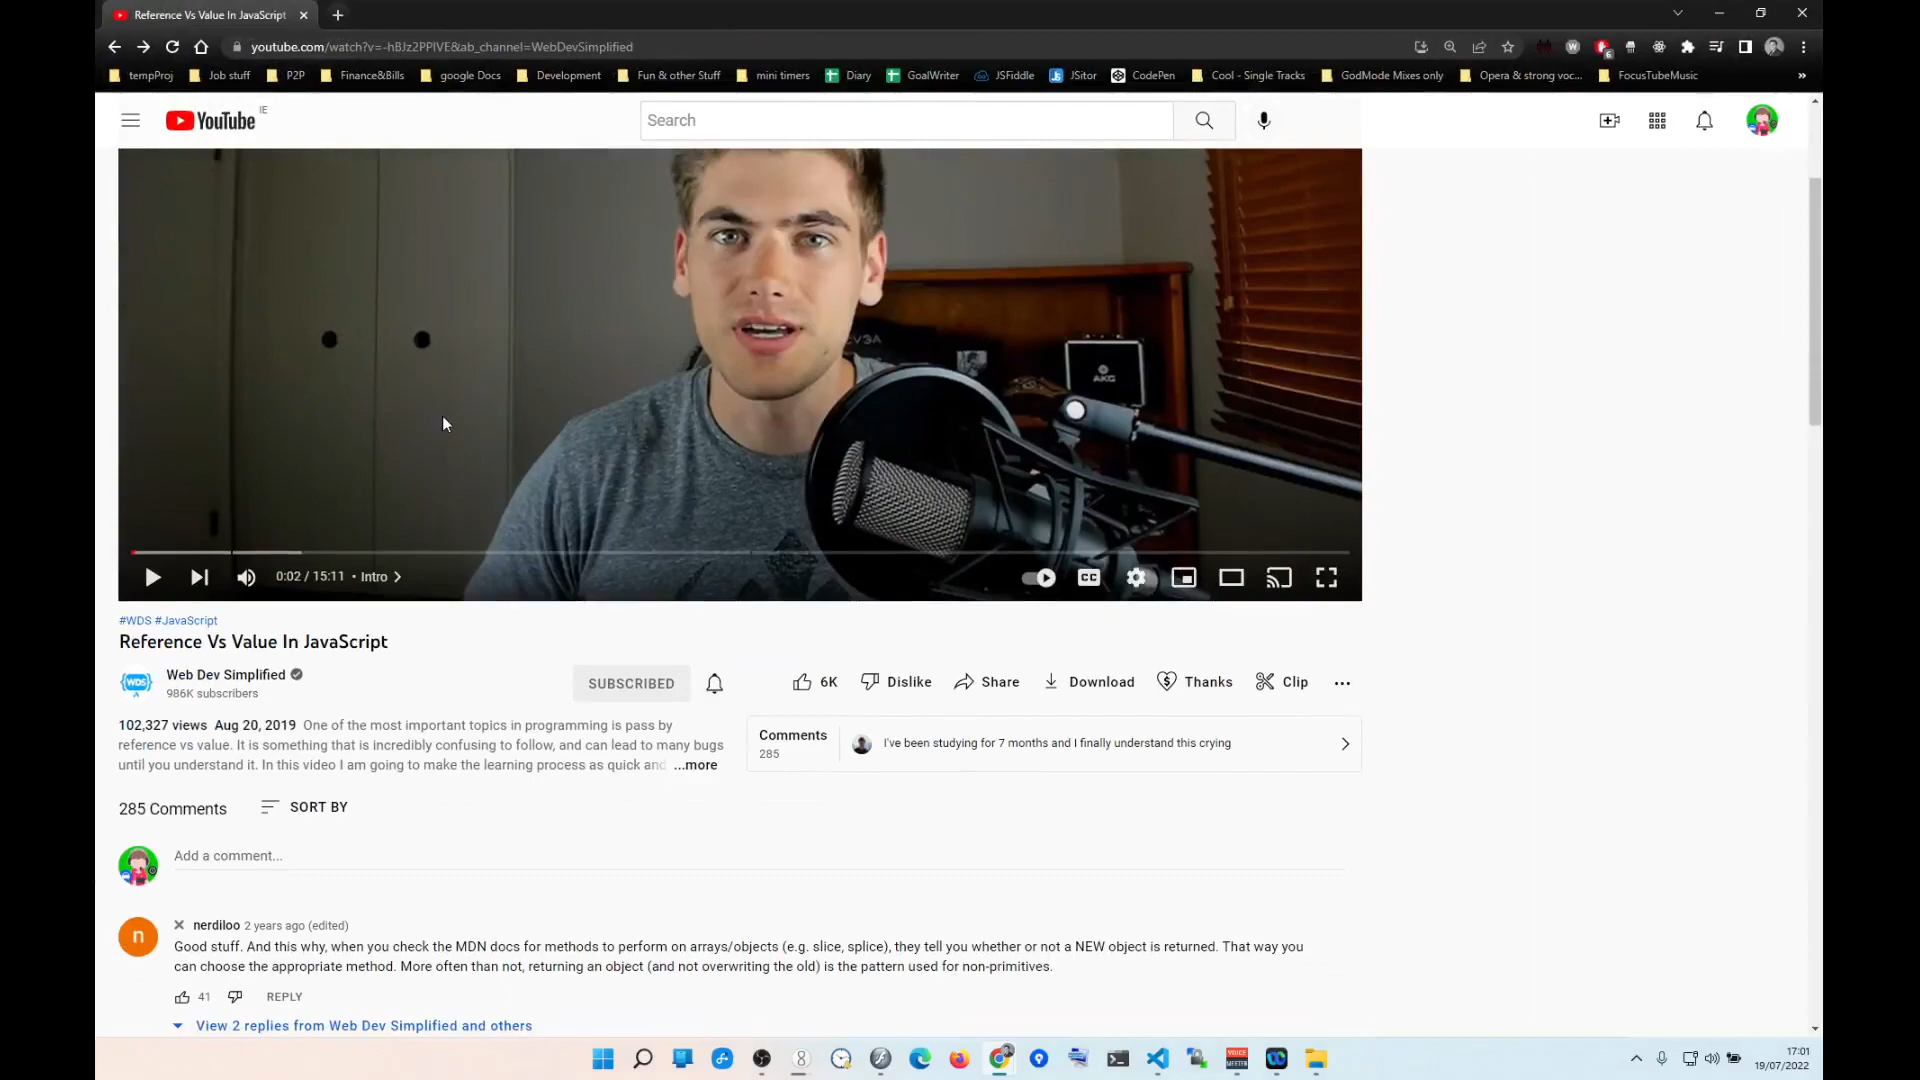 Reference Vs Value In JavaScript
youtube.com/watch?v=-hBJz2PPIVE&ab_channel=WebDevSimplified
tempProj Job stuff P2P Finance&Bills google Docs Development Fun & other Stuff mini timers Diary GoalWriter JSFiddle JSitor CodePen Cool - Single Tracks GodMode Mixes only Opera & strong voc... FocusTubeMusic »
YouTube IE
Search
AKG
0:02 / 15:11 • Intro
CC
#WDS #JavaScript
Reference Vs Value In JavaScript
WDS
Web Dev Simplified
986K subscribers
SUBSCRIBED
6K Dislike Share Download Thanks Clip
102,327 views Aug 20, 2019 One of the most important topics in programming is pass by
reference vs value. It is something that is incredibly confusing to follow, and can lead to many bugs
until you understand it. In this video I am going to make the learning process as quick and ...more
Comments
285
I've been studying for 7 months and I finally understand this crying
285 Comments SORT BY
Add a comment...
n
nerdiloo 2 years ago (edited)
Good stuff. And this why, when you check the MDN docs for methods to perform on arrays/objects (e.g. slice, splice), they tell you whether or not a NEW object is returned. That way you
can choose the appropriate method. More often than not, returning an object (and not overwriting the old) is the pattern used for non-primitives.
41 REPLY
View 2 replies from Web Dev Simplified and others
17:01
19/07/2022